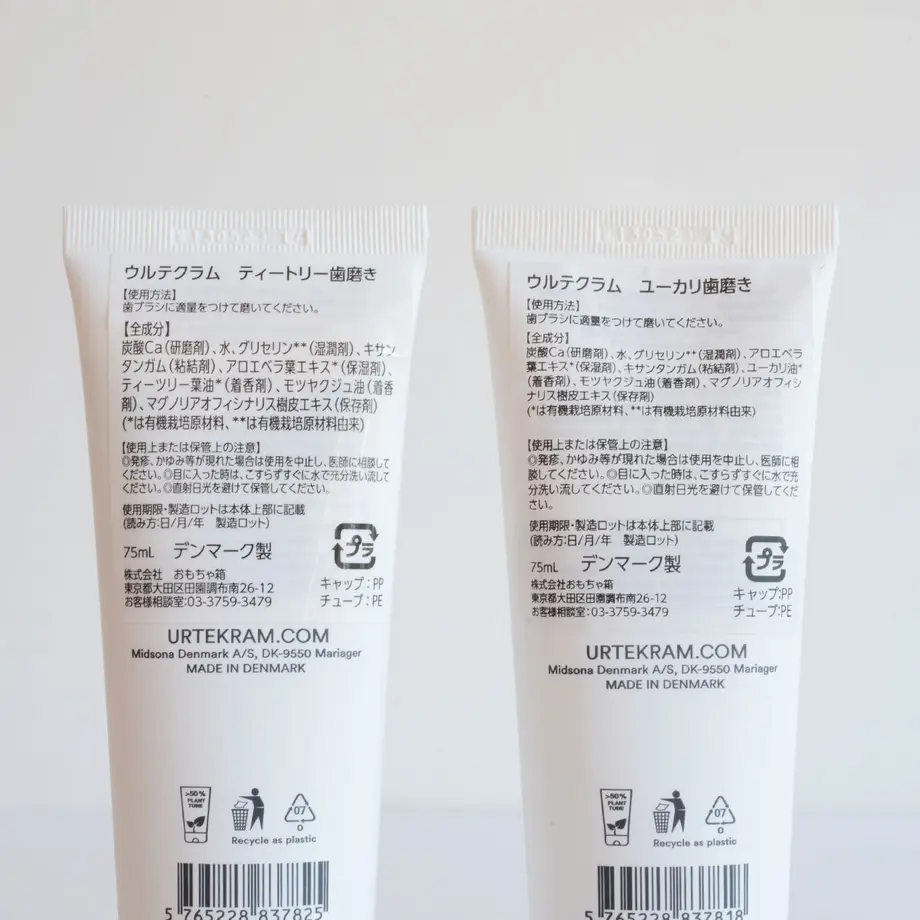 ウルテクラム　ティートリー歯磨き
【使用方法】
歯ブラシに適量をつけて磨いてください。
【全成分】
炭酸Ca（研磨剤）、水、グリセリン**（湿潤剤）、キサン
タンガム（粘結剤）、アロエベラ葉エキス*（保湿剤）、
ティーツリー葉油*（着香剤）、モツヤクジュ油（着香
剤）、マグノリアオフィシナリス樹皮エキス（保存剤）
(*は有機栽培原材料、**は有機栽培原材料由来)
【使用上または保管上の注意】
◎発疹、かゆみ等が現れた場合は使用を中止し、医師に相談して
ください。◎目に入った時は、こすらずすぐに水で充分洗い流して
ください。◎直射日光を避けて保管してください。
使用期限・製造ロットは本体上部に記載
(読み方:日/月/年　製造ロット)
75mL　デンマーク製
プラ
株式会社　おもちゃ箱
東京都大田区田園調布南26-12
お客様相談室:03-3759-3479
キャップ：PP
チューブ：PE
URTEKRAM.COM
Midsona Denmark A/S, DK-9550 Mariager
MADE IN DENMARK
>50%
PLANT
TUBE
07
O
Recycle as plastic
5 765228 837825
ウルテクラム　ユーカリ歯磨き
【使用方法】
歯ブラシに適量をつけて磨いてください。
【全成分】
炭酸Ca（研磨剤）、水、グリセリン**（湿潤剤）、アロエベラ
葉エキス*（保湿剤）、キサンタンガム（粘結剤）、ユーカリ油*
（着香剤）、モツヤクジュ油（着香剤）、マグノリアオフィシ
ナリス樹皮エキス（保存剤）
(*は有機栽培原材料、**は有機栽培原材料由来)
【使用上または保管上の注意】
◎発疹、かゆみ等が現れた場合は使用を中止し、医師に相
談してください。◎目に入った時は、こすらずすぐに水で充
分洗い流してください。◎直射日光を避けて保管してくだ
さい。
使用期限・製造ロットは本体上部に記載
(読み方:日/月/年　製造ロット)
75mL　デンマーク製
プラ
株式会社おもちゃ箱
東京都大田区田園調布南26-12
お客様相談室:03-3759-3479
キャップ:PP
チューブ:PE
URTEKRAM.COM
Midsona Denmark A/S, DK-9550 Mariager
MADE IN DENMARK
>50%
PLANT
TUBE
07
O
Recycle as plastic
5 765228 837818